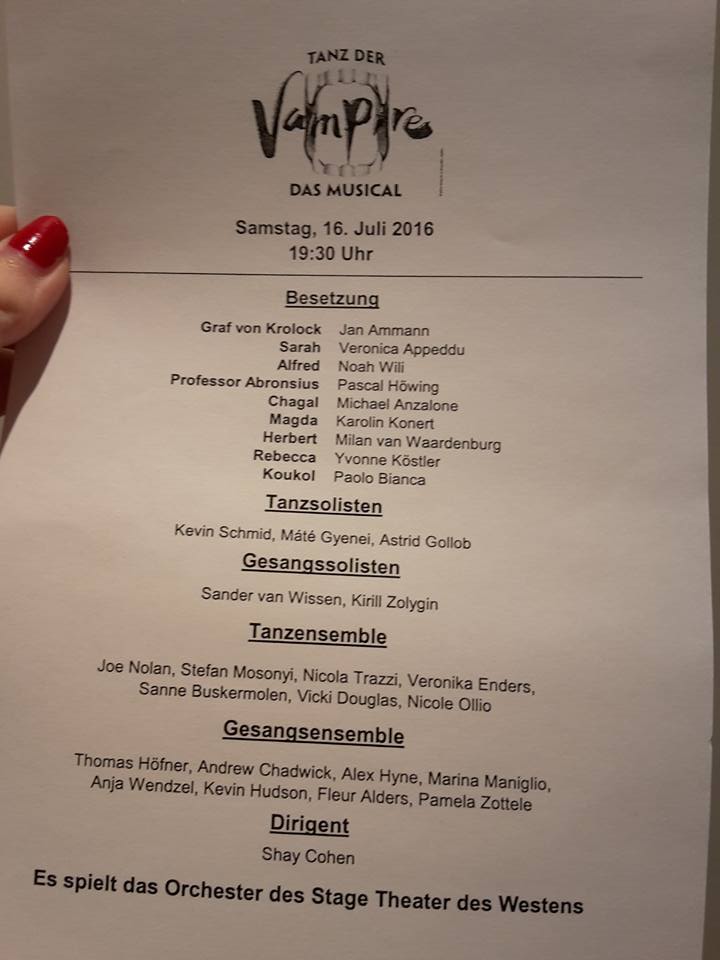 TANZ DER
Vampire
DAS MUSICAL
Samstag, 16. Juli 2016
19:30 Uhr
Besetzung
Graf von Krolock Jan Ammann
Sarah Veronica Appeddu
Alfred Noah Wili
Professor Abronsius Pascal Höwing
Chagal Michael Anzalone
Magda Karolin Konert
Herbert Milan van Waardenburg
Rebecca Yvonne Köstler
Koukol Paolo Bianca
Tanzsolisten
Kevin Schmid, Máté Gyenei, Astrid Gollob
Gesangssolisten
Sander van Wissen, Kirill Zolygin
Tanzensemble
Joe Nolan, Stefan Mosonyi, Nicola Trazzi, Veronika Enders,
Sanne Buskermolen, Vicki Douglas, Nicole Ollio
Gesangsensemble
Thomas Höfner, Andrew Chadwick, Alex Hyne, Marina Maniglio,
Anja Wendzel, Kevin Hudson, Fleur Alders, Pamela Zottele
Dirigent
Shay Cohen
Es spielt das Orchester des Stage Theater des Westens